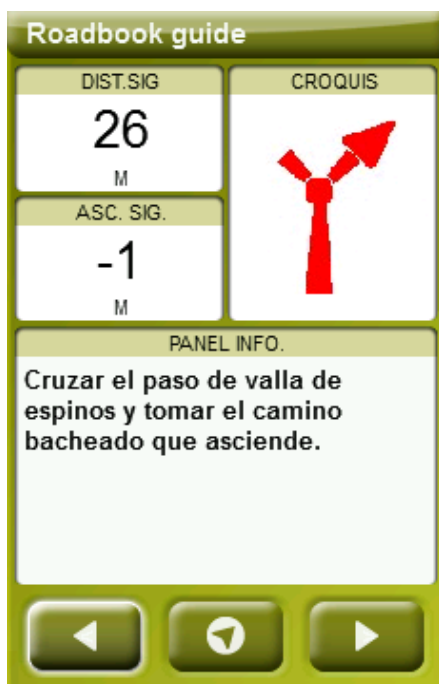 Roadbook guide
DIST.SIG
26
M
CROQUIS
ASC. SIG.
-1
M
PANEL INFO.
Cruzar el paso de valla de
espinos y tomar el camino
bacheado que asciende.